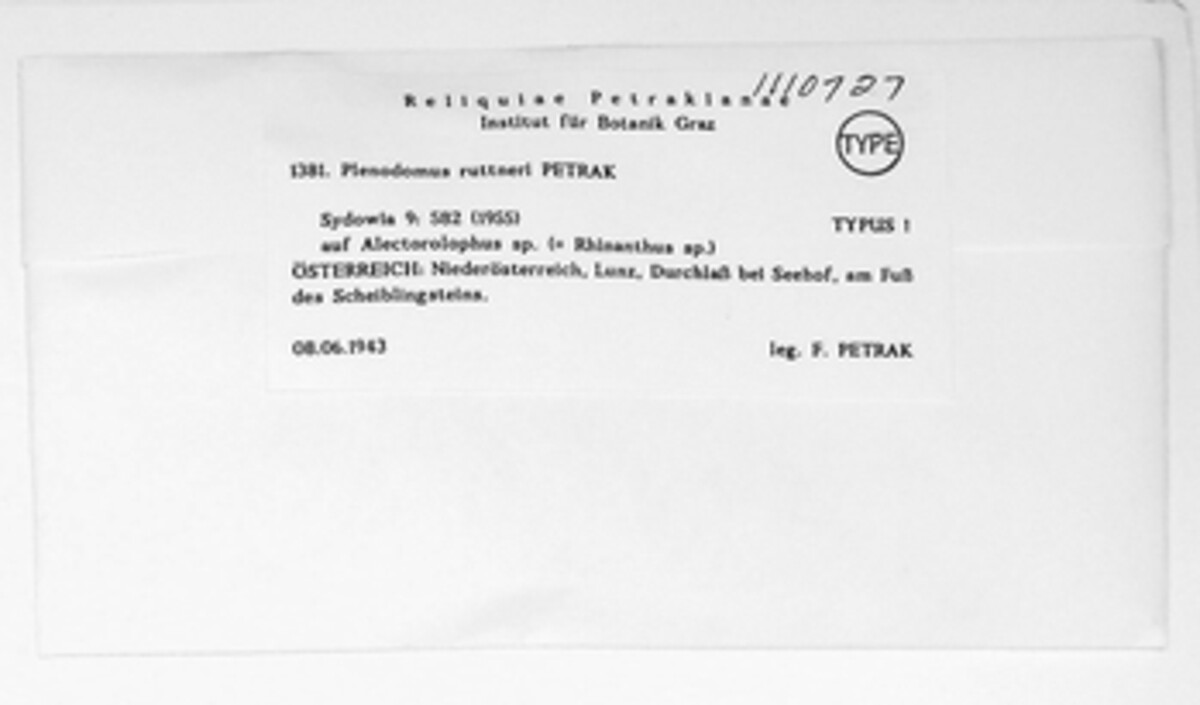 1110727
Reliquiae Petrakianae
Institut für Botanik Graz
TYPE
1381. Plenodomus ruttneri PETRAK
Sydowia 9: 582 (1955) TYPUS !
auf Alectorolophus sp. (= Rhinanthus sp.)
ÖSTERREICH: Niederösterreich, Lunz, Durchlaß bei Seehof, am Fuß
des Scheiblingsteins.
08.06.1943 leg. F. PETRAK